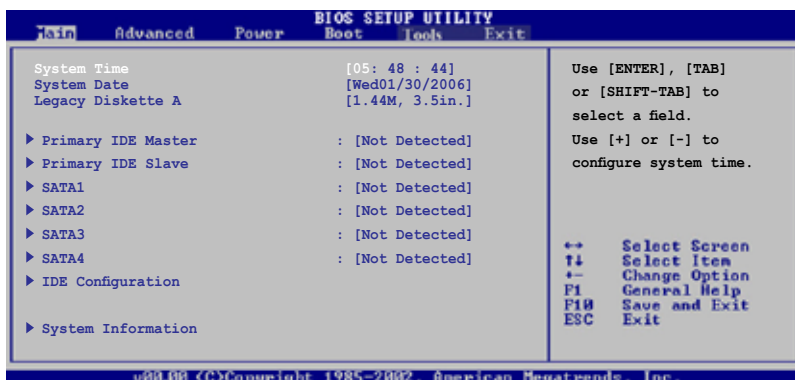 BIOS SETUP UTILITY
Main Advanced Power Boot Tools Exit
System Time [05: 48 : 44]
System Date [Wed01/30/2006]
Legacy Diskette A [1.44M, 3.5in.]
Primary IDE Master : [Not Detected]
Primary IDE Slave : [Not Detected]
SATA1 : [Not Detected]
SATA2 : [Not Detected]
SATA3 : [Not Detected]
SATA4 : [Not Detected]
IDE Configuration
System Information
Use [ENTER], [TAB]
or [SHIFT-TAB] to
select a field.
Use [+] or [-] to
configure system time.
↔ Select Screen
↑↓ Select Item
+- Change Option
F1 General Help
F10 Save and Exit
ESC Exit
v00.00 (C)Copyright 1985-2002, American Megatrends, Inc.